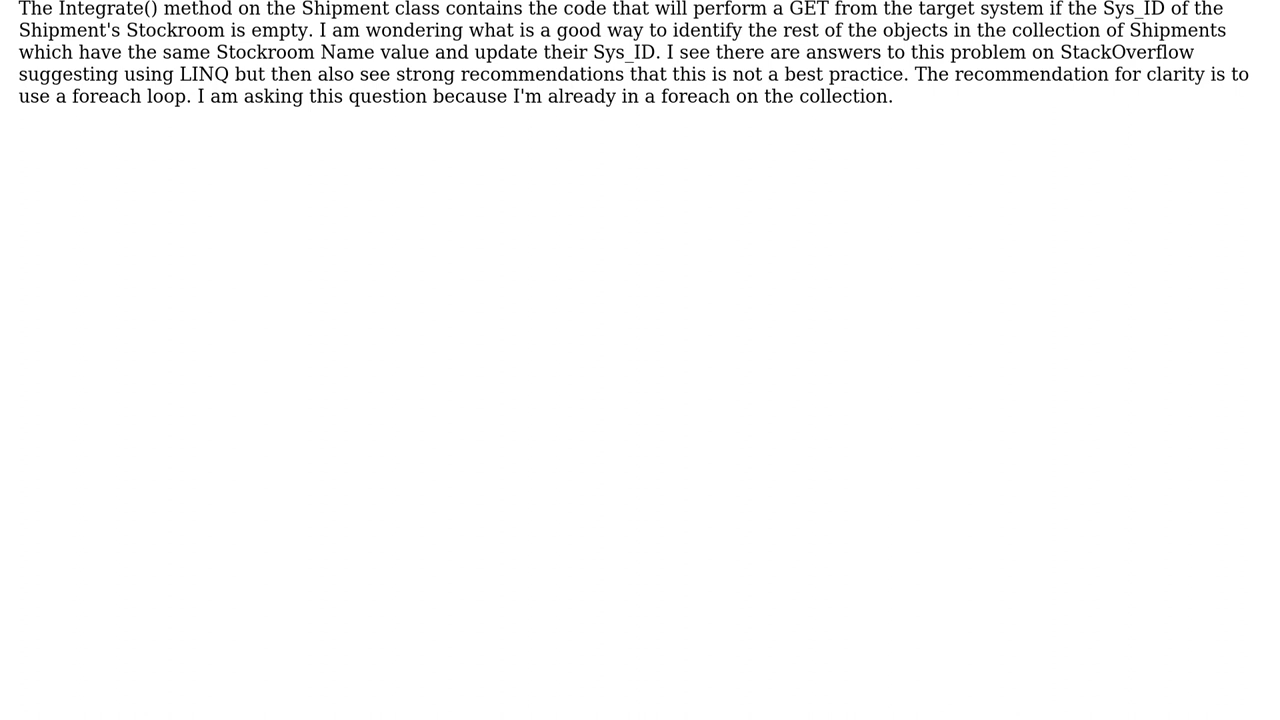 The Integrate() method on the Shipment class contains the code that will perform a GET from the target system if the Sys_ID of the
Shipment's Stockroom is empty. I am wondering what is a good way to identify the rest of the objects in the collection of Shipments
which have the same Stockroom Name value and update their Sys_ID. I see there are answers to this problem on StackOverflow
suggesting using LINQ but then also see strong recommendations that this is not a best practice. The recommendation for clarity is to
use a foreach loop. I am asking this question because I'm already in a foreach on the collection.